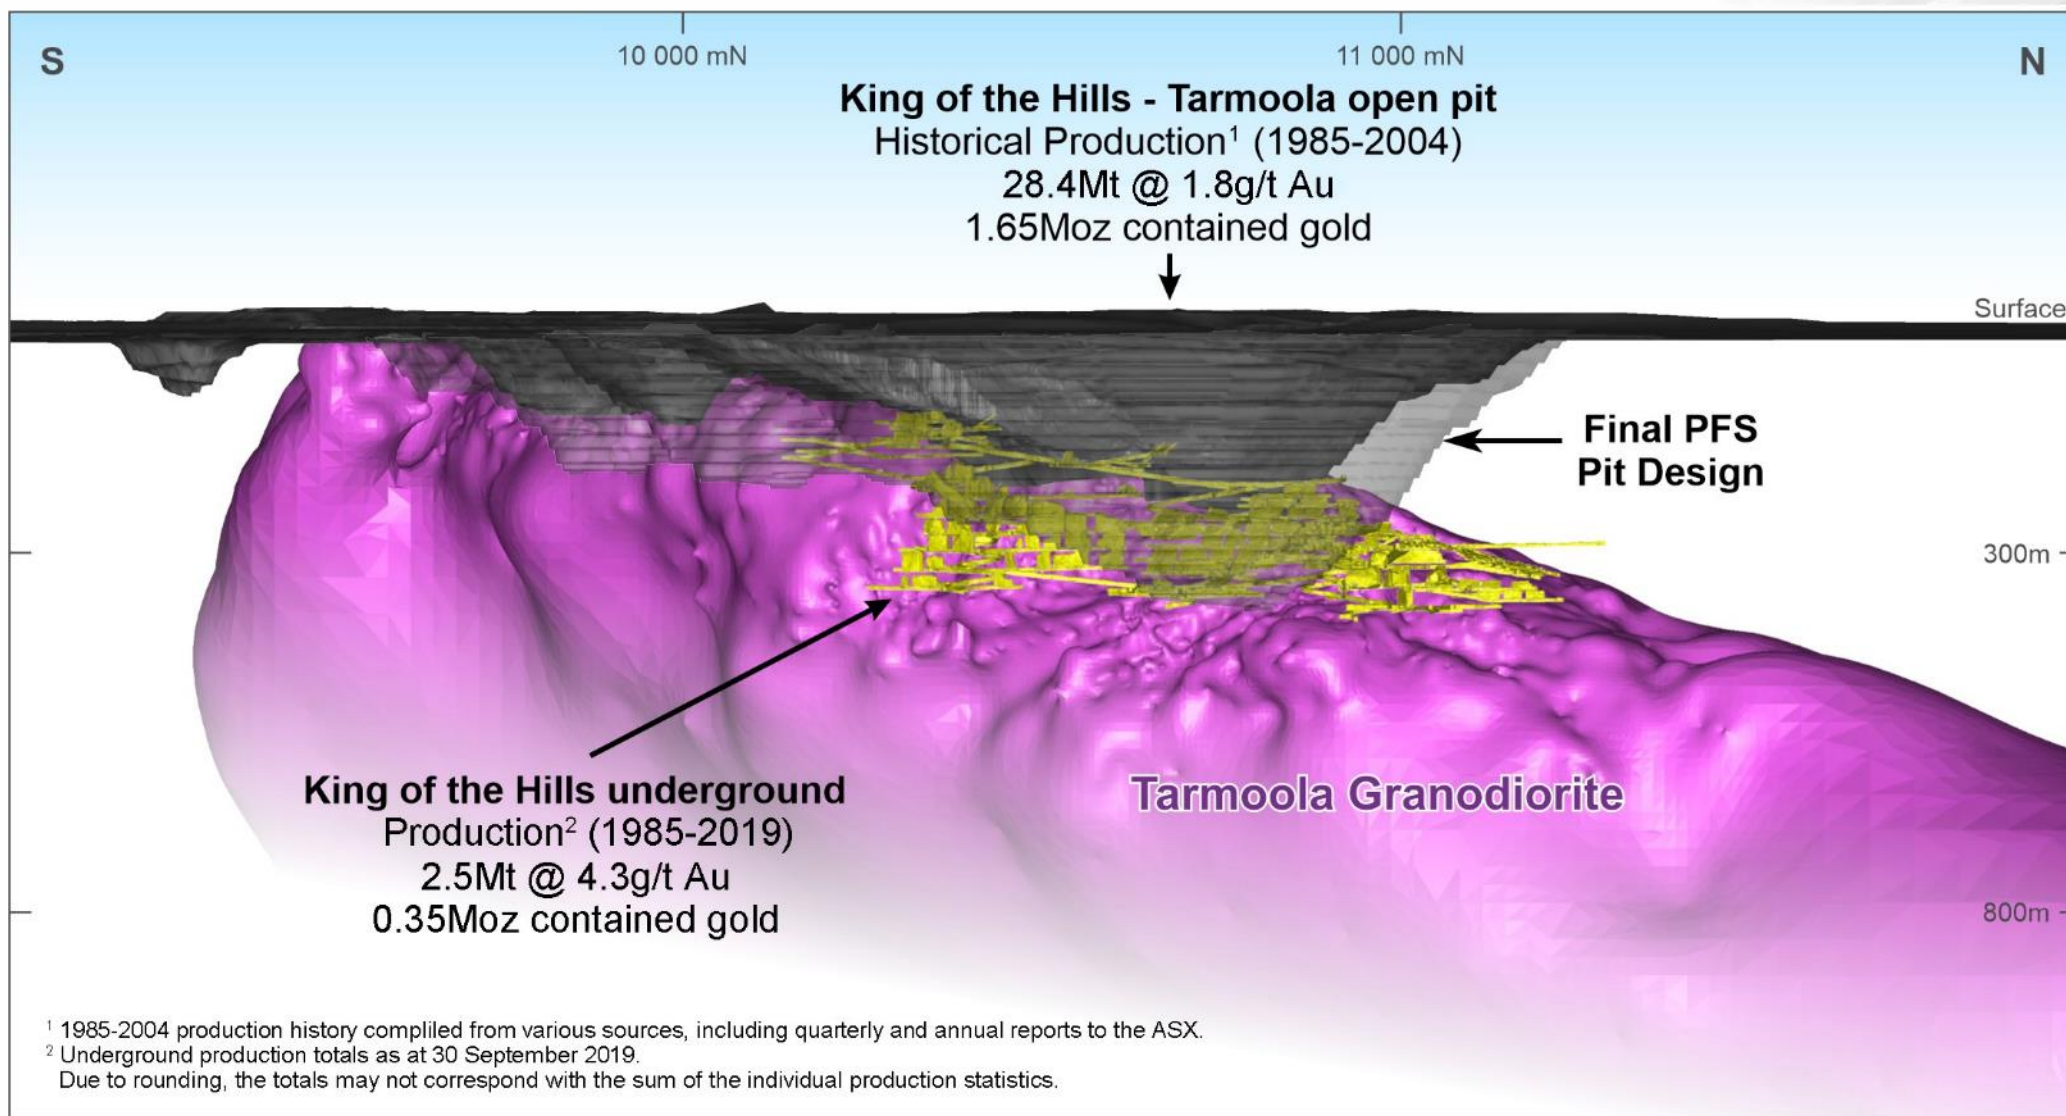 S
10 000 mN
11 000 mN
N
King of the Hills - Tarmoola open pit
Historical Production¹ (1985-2004)
28.4Mt @ 1.8g/t Au
1.65Moz contained gold
Surface
Final PFS
Pit Design
300m
Tarmoola Granodiorite
King of the Hills underground
Production² (1985-2019)
2.5Mt @ 4.3g/t Au
0.35Moz contained gold
800m
¹ 1985-2004 production history compliled from various sources, including quarterly and annual reports to the ASX.
² Underground production totals as at 30 September 2019.
Due to rounding, the totals may not correspond with the sum of the individual production statistics.